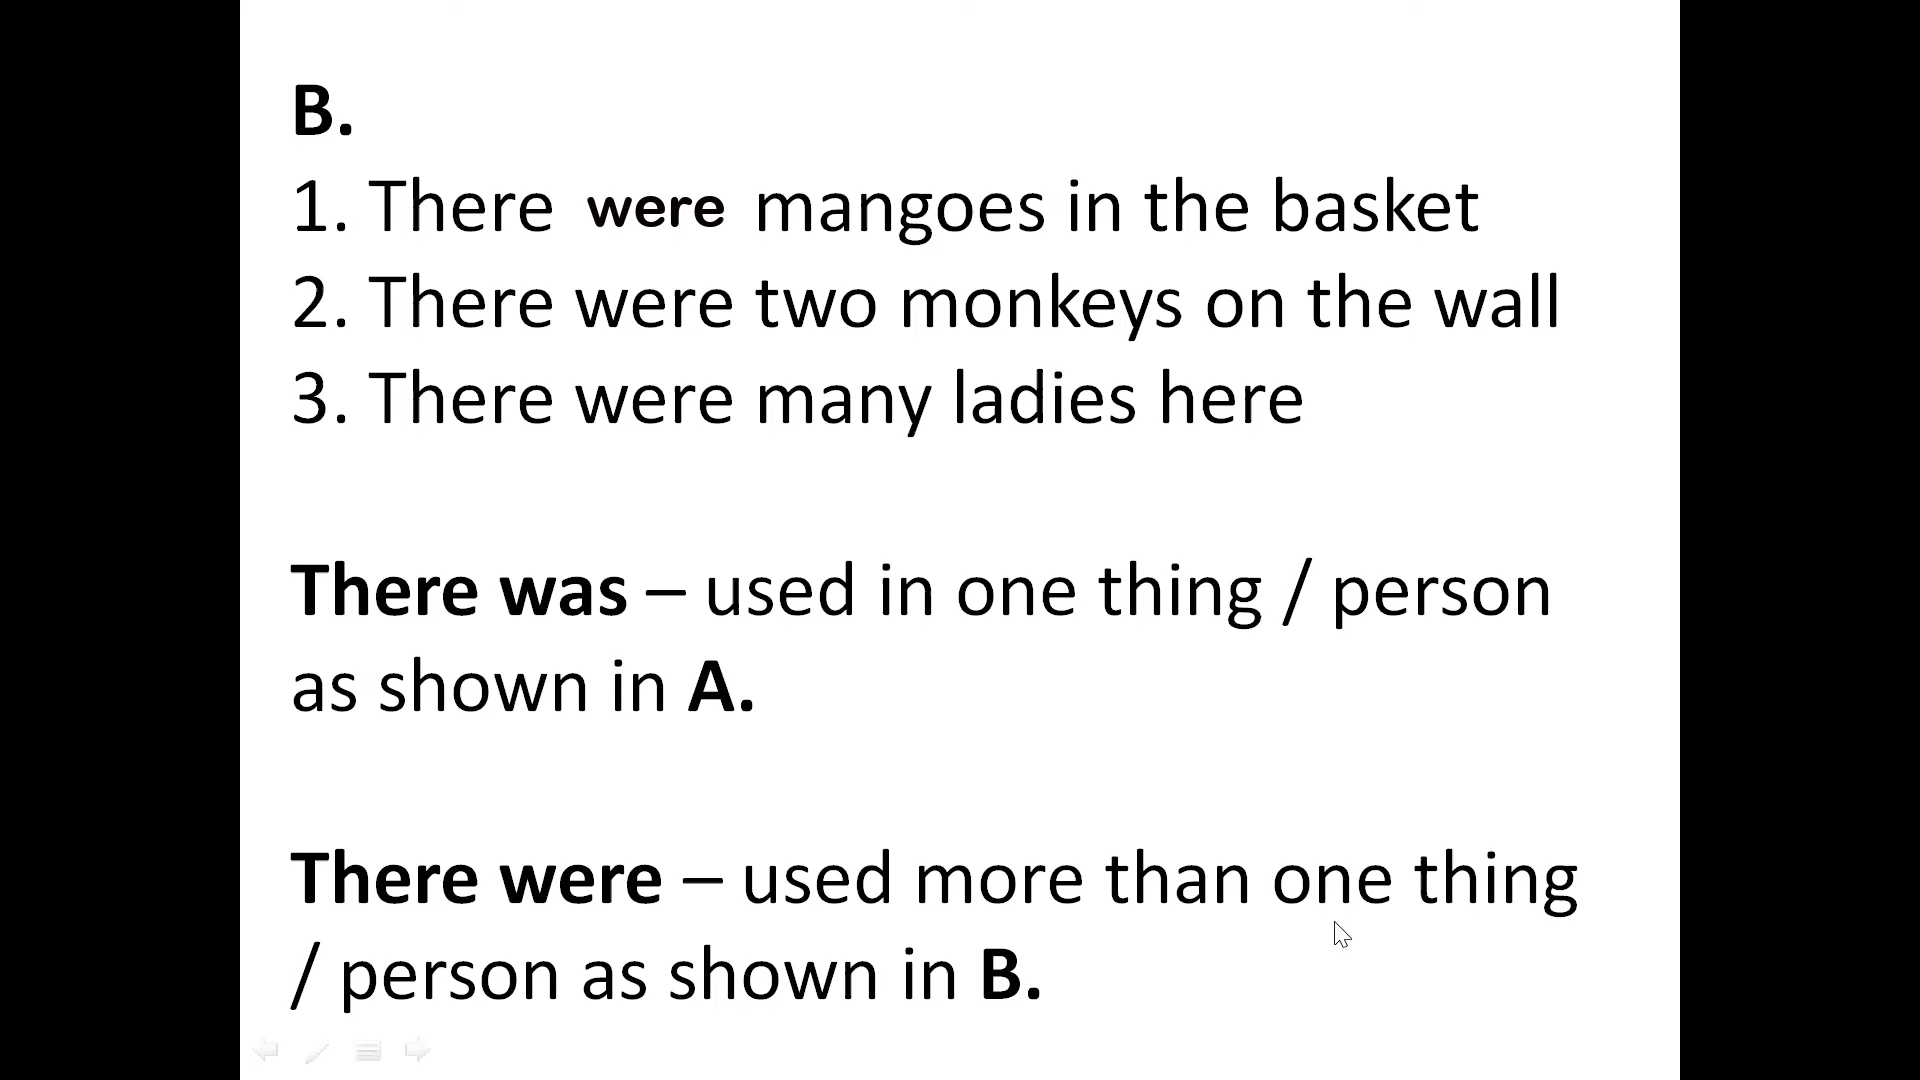 B.
1. There were mangoes in the basket
2. There were two monkeys on the wall
3. There were many ladies here
There was – used in one thing / person
as shown in A.
There were – used more than one thing
/ person as shown in B.